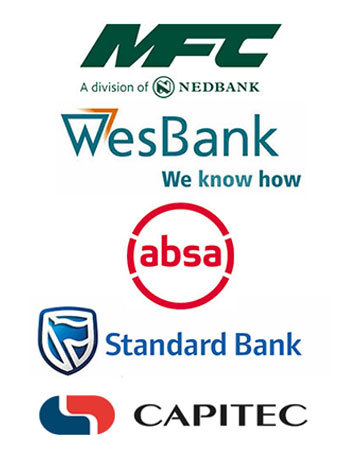 MFC
A division of NEDBANK
WesBank
We know how
absa
Standard Bank
CAPITEC